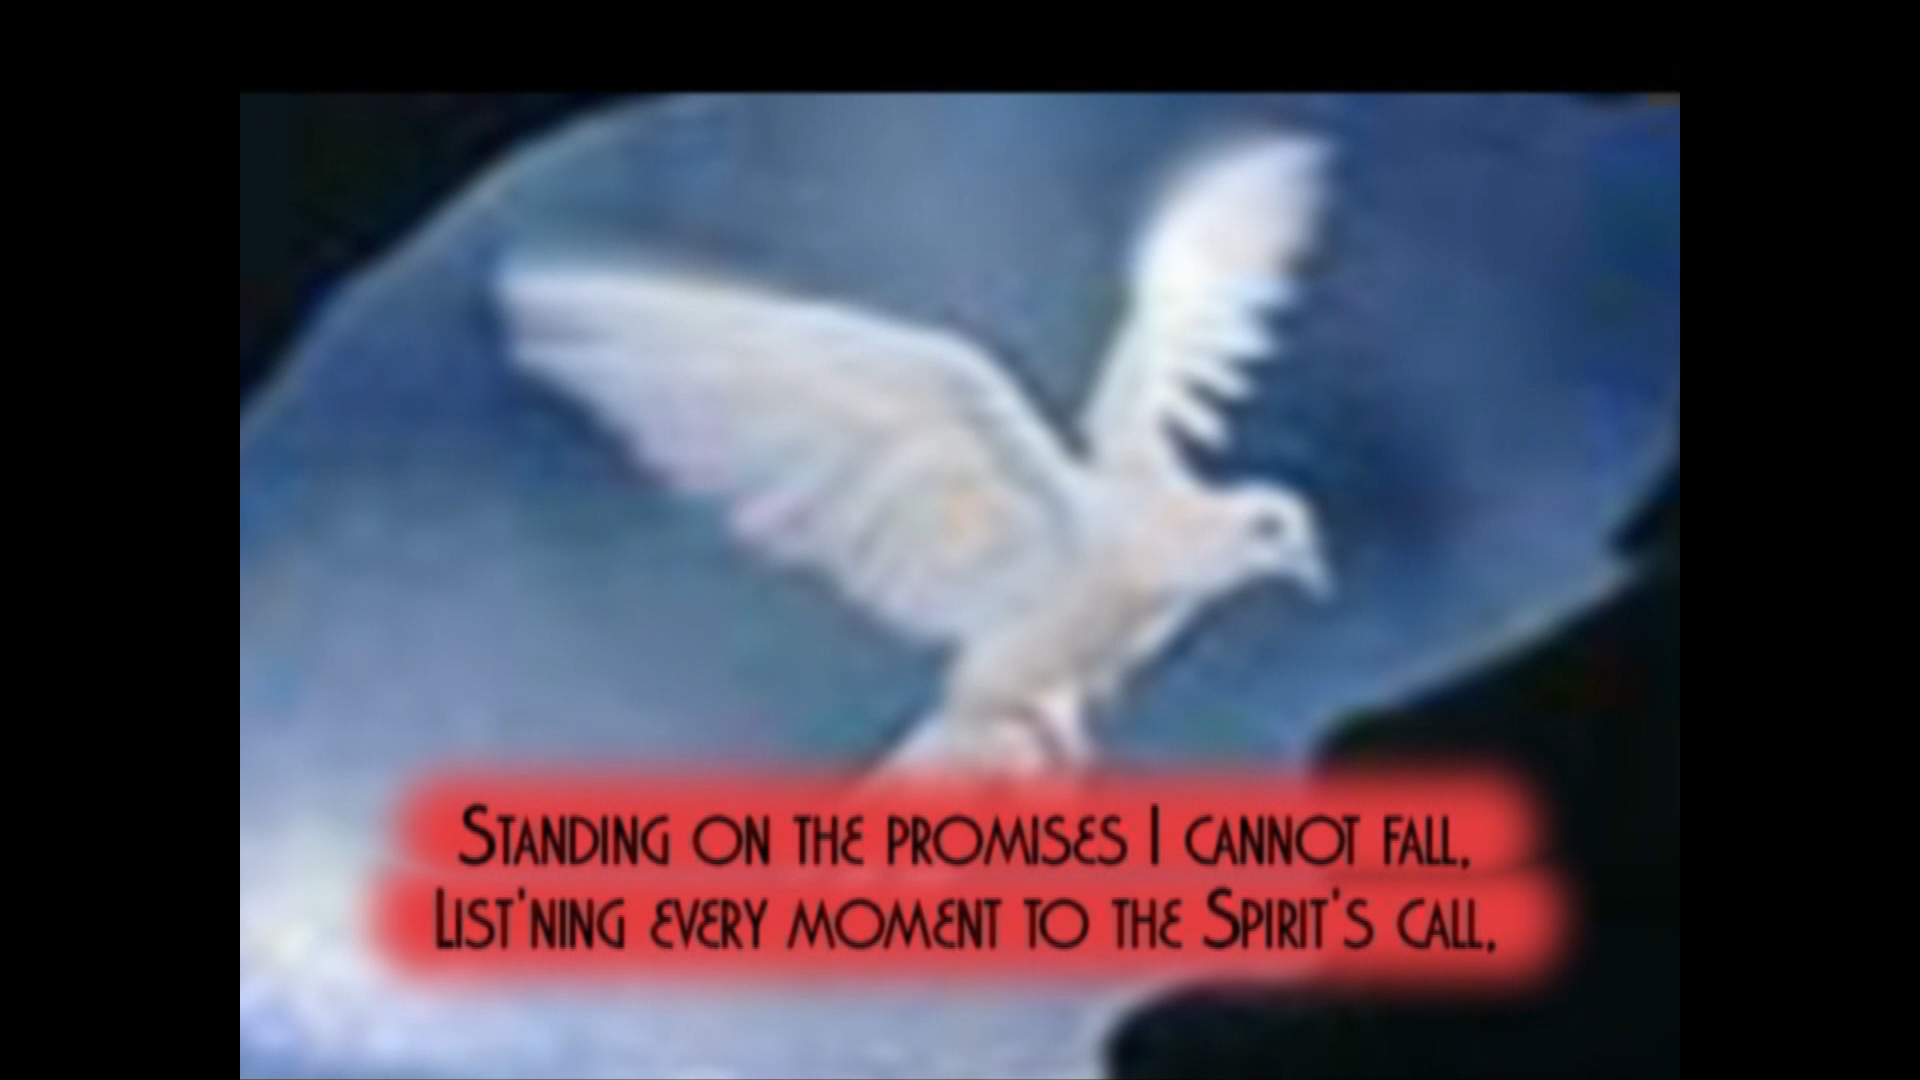 Standing on the promises I cannot fall,
List'ning every moment to the Spirit's call,